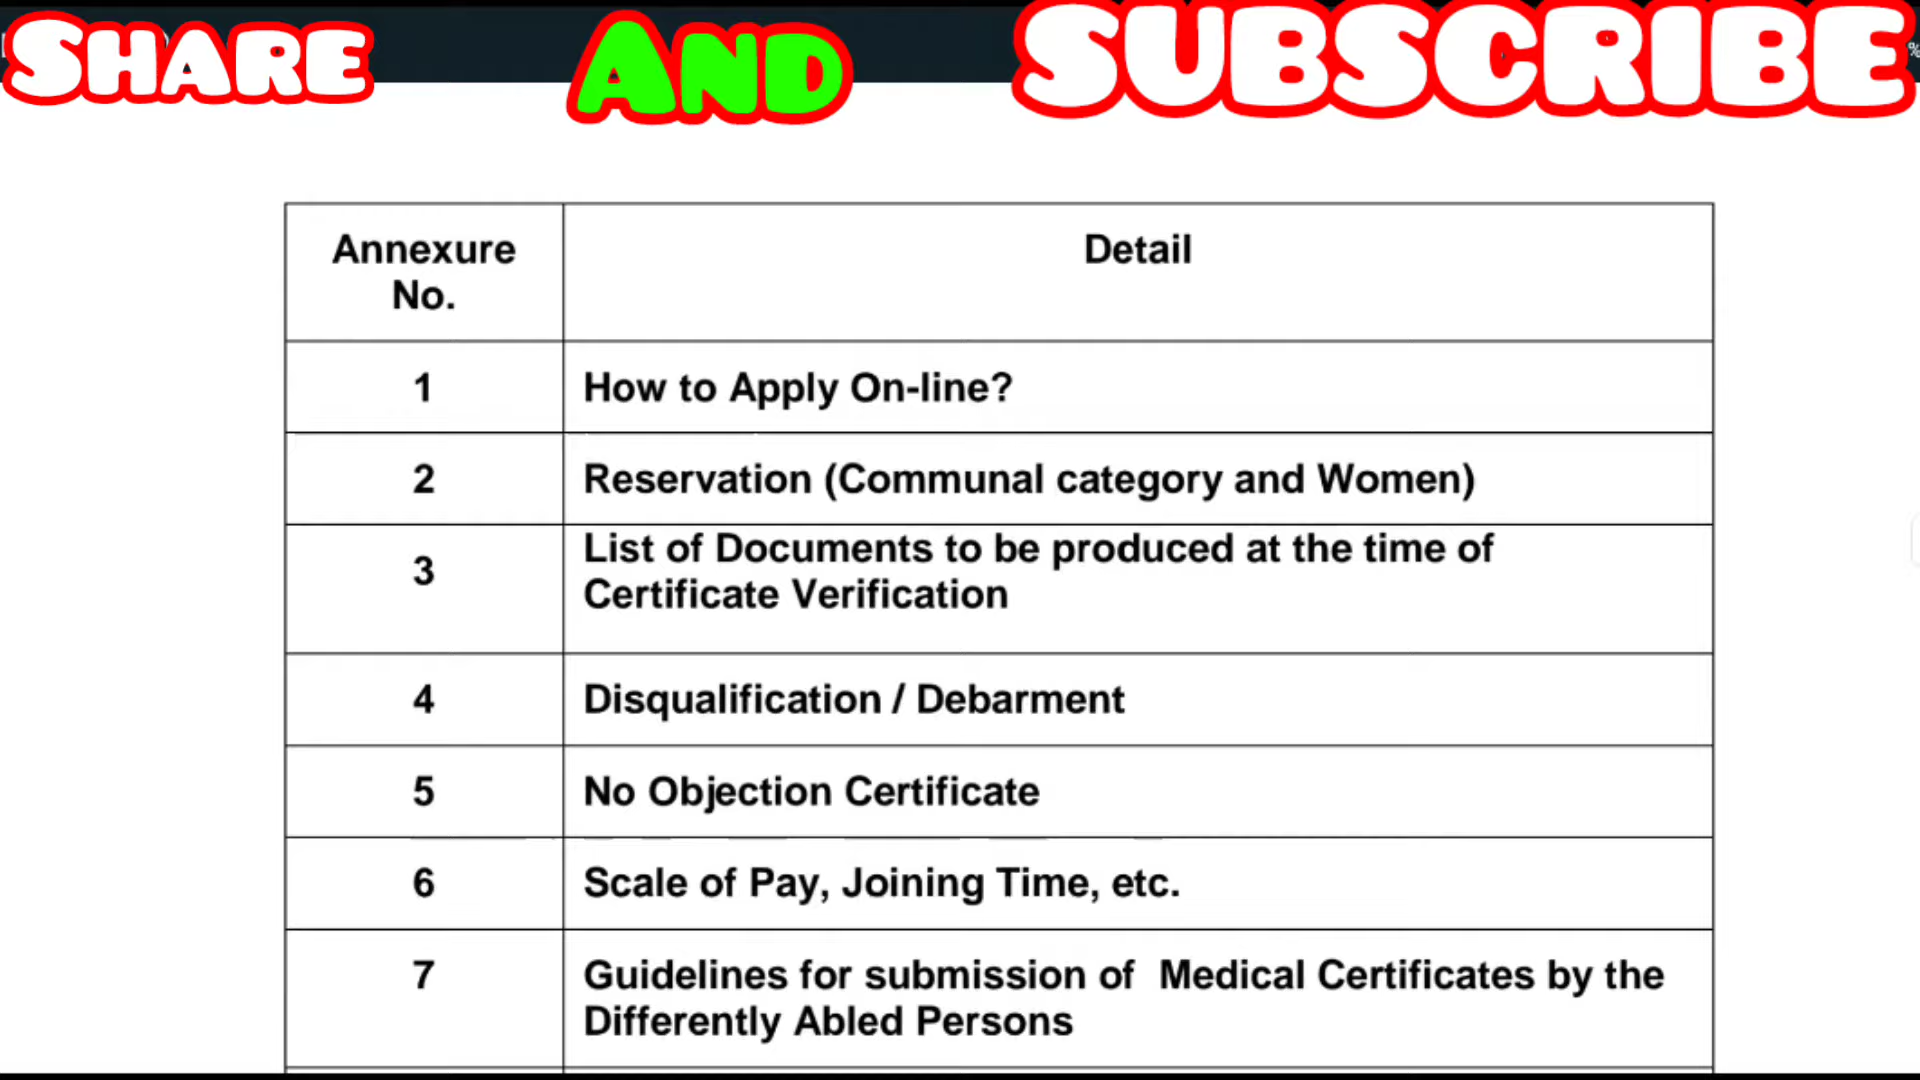 SHARE AND SUBSCRIBE
Annexure Detail
No.
1 How to Apply On-line?
2 Reservation (Communal category and Women)
3 List of Documents to be produced at the time of
Certificate Verification
4 Disqualification / Debarment
5 No Objection Certificate
6 Scale of Pay, Joining Time, etc.
7 Guidelines for submission of Medical Certificates by the
Differently Abled Persons